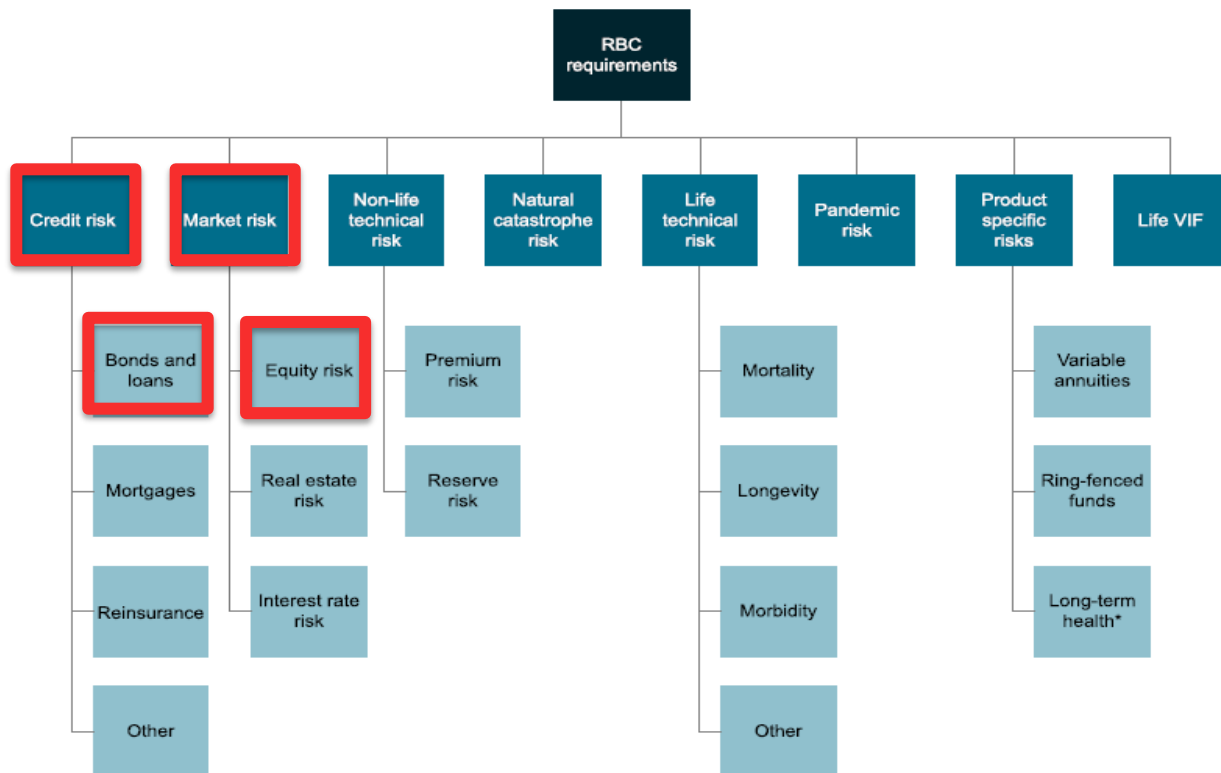 RBC
requirements
Credit risk
Market risk
Non-life
technical
risk
Natural
catastrophe
risk
Life
technical
risk
Pandemic
risk
Product
specific
risks
Life VIF
Bonds and
loans
Equity risk
Premium
risk
Mortality
Variable
annuities
Mortgages
Real estate
risk
Reserve
risk
Longevity
Ring-fenced
funds
Reinsurance
Interest rate
risk
Morbidity
Long-term
health*
Other
Other